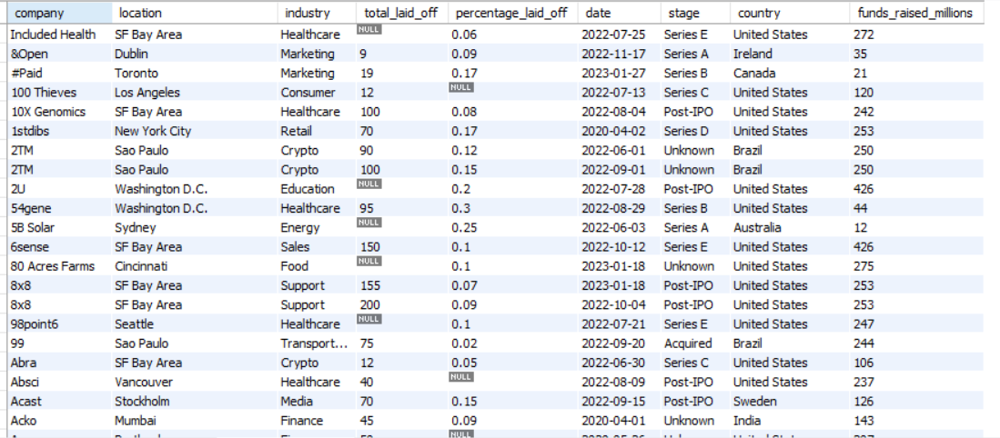 company location industry total_laid_off percentage_laid_off date stage country funds_raised_millions
Included Health SF Bay Area Healthcare NULL 0.06 2022-07-25 Series E United States 272
&Open Dublin Marketing 9 0.09 2022-11-17 Series A Ireland 35
#Paid Toronto Marketing 19 0.17 2023-01-27 Series B Canada 21
100 Thieves Los Angeles Consumer 12 NULL 2022-07-13 Series C United States 120
10X Genomics SF Bay Area Healthcare 100 0.08 2022-08-04 Post-IPO United States 242
1stdibs New York City Retail 70 0.17 2020-04-02 Series D United States 253
2TM Sao Paulo Crypto 90 0.12 2022-06-01 Unknown Brazil 250
2TM Sao Paulo Crypto 100 0.15 2022-09-01 Unknown Brazil 250
2U Washington D.C. Education NULL 0.2 2022-07-28 Post-IPO United States 426
54gene Washington D.C. Healthcare 95 0.3 2022-08-29 Series B United States 44
5B Solar Sydney Energy NULL 0.25 2022-06-03 Series A Australia 12
6sense SF Bay Area Sales 150 0.1 2022-10-12 Series E United States 426
80 Acres Farms Cincinnati Food NULL 0.1 2023-01-18 Unknown United States 275
8x8 SF Bay Area Support 155 0.07 2023-01-18 Post-IPO United States 253
8x8 SF Bay Area Support 200 0.09 2022-10-04 Post-IPO United States 253
98point6 Seattle Healthcare NULL 0.1 2022-07-21 Series E United States 247
99 Sao Paulo Transport... 75 0.02 2022-09-20 Acquired Brazil 244
Abra SF Bay Area Crypto 12 0.05 2022-06-30 Series C United States 106
Absci Vancouver Healthcare 40 NULL 2022-08-09 Post-IPO United States 237
Acast Stockholm Media 70 0.15 2022-09-15 Post-IPO Sweden 126
Acko Mumbai Finance 45 0.09 2020-04-01 Unknown India 143
NULL